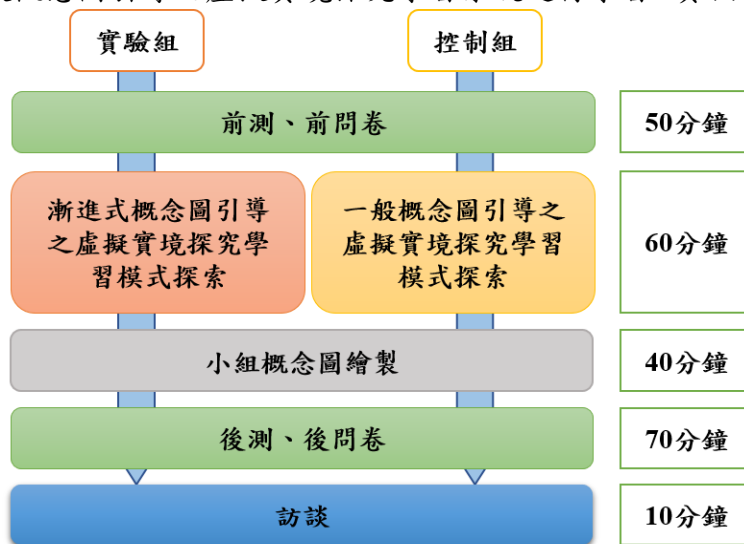 實驗組
控制組
前測、前問卷
50分鐘
漸進式概念圖引導
之虛擬實境探究學
習模式探索
一般概念圖引導之
虛擬實境探究學習
模式探索
60分鐘
小組概念圖繪製
40分鐘
後測、後問卷
70分鐘
訪談
10分鐘